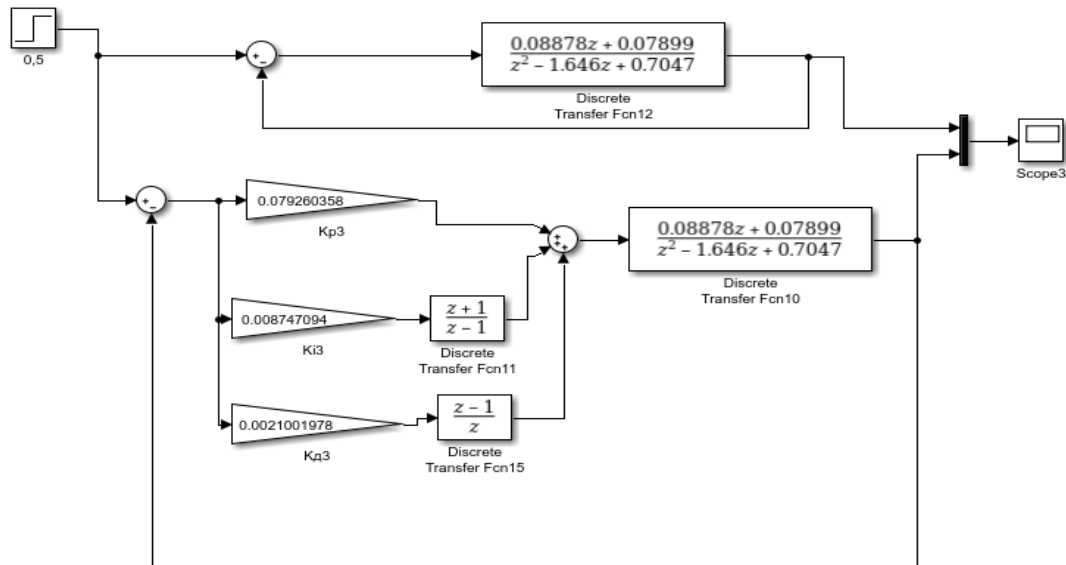 0,5
+
-
0.08878z + 0.07899
z² − 1.646z + 0.7047
Discrete
Transfer Fcn12
Scope3
+
-
0.079260358
Kp3
+
+
+
0.08878z + 0.07899
z² − 1.646z + 0.7047
Discrete
Transfer Fcn10
0.008747094
Ki3
z + 1
z − 1
Discrete
Transfer Fcn11
0.0021001978
Kд3
z − 1
z
Discrete
Transfer Fcn15